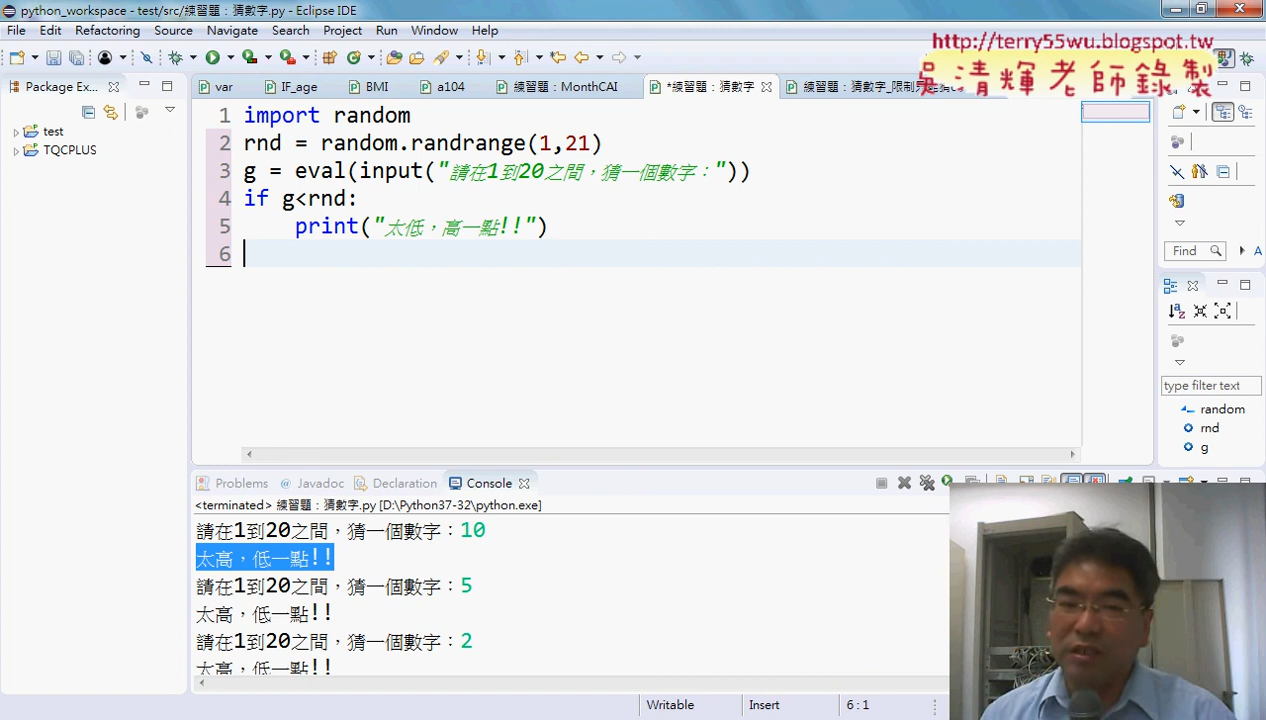 python_workspace - test/src/練習題：猜數字.py - Eclipse IDE
http://terry55wu.blogspot.tw
吳清輝老師錄製
File Edit Refactoring Source Navigate Search Project Run Window Help
Package Ex...
var IF_age BMI a104 練習題：MonthCAI *練習題：猜數字 練習題：猜數字_限制
test
TQCPLUS
1 import random
2 rnd = random.randrange(1,21)
3 g = eval(input("請在1到20之間，猜一個數字："))
4 if g<rnd:
5 print("太低，高一點!!")
6
Find
A
type filter text
random
rnd
g
Problems Javadoc Declaration Console
<terminated> 練習題：猜數字.py [D:\Python37-32\python.exe]
請在1到20之間，猜一個數字：10
太高，低一點!!
請在1到20之間，猜一個數字：5
太高，低一點!!
請在1到20之間，猜一個數字：2
太高，低一點!!
Writable Insert 6 : 1